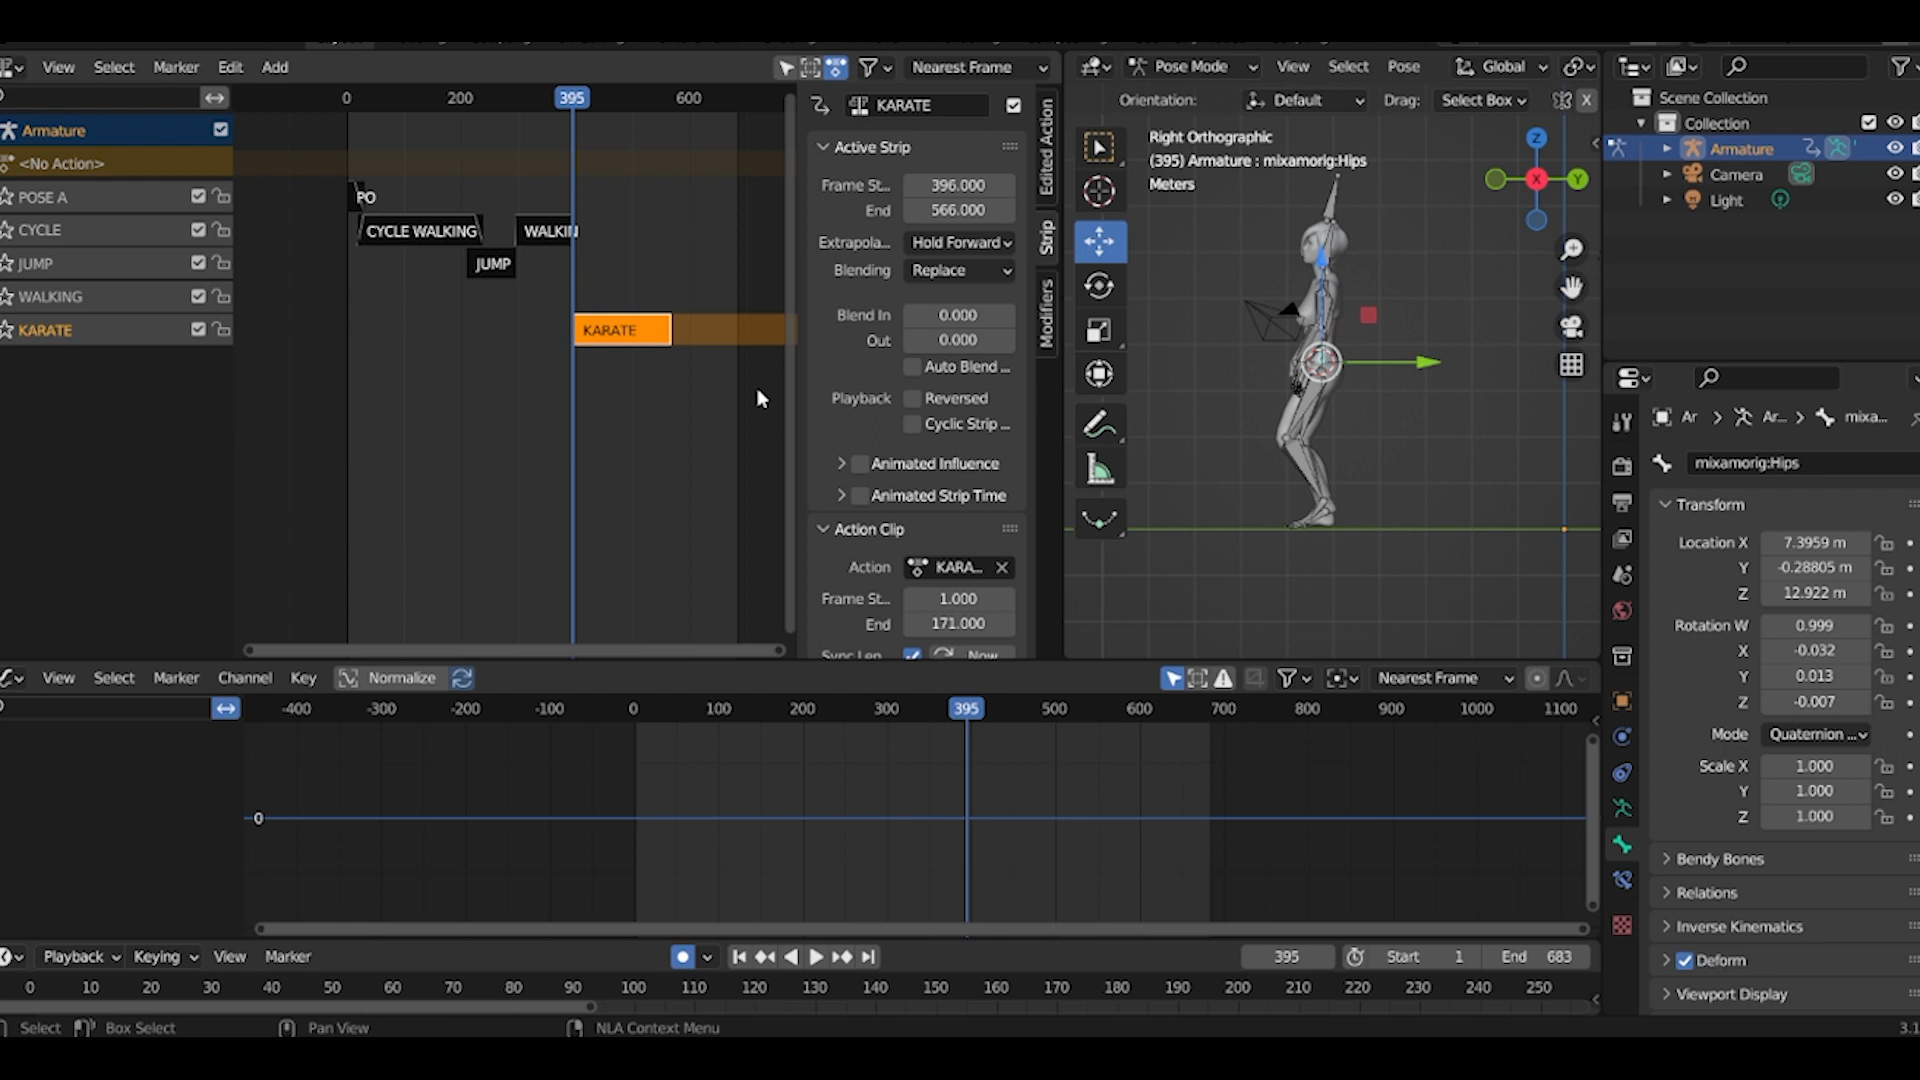 View Select Marker Edit Add Nearest Frame
0 200 395 600
Armature
<No Action>
POSE A
CYCLE
JUMP
WALKING
KARATE
PO
CYCLE WALKING WALKIN
JUMP
KARATE
KARATE
Active Strip
Frame St... 396.000
End 566.000
Extrapola... Hold Forward
Blending Replace
Blend In 0.000
Out 0.000
Auto Blend ...
Playback Reversed
Cyclic Strip ...
Animated Influence
Animated Strip Time
Action Clip
Action KARA...
Frame St... 1.000
End 171.000
Sync Len... Now
Edited Action
Strip
Modifiers
Pose Mode View Select Pose Global
Orientation: Default Drag: Select Box X
Right Orthographic
(395) Armature : mixamorig:Hips
Meters
Z
X
Y
Scene Collection
Collection
Armature
Camera
Light
Ar Ar... mixa...
mixamorig:Hips
Transform
Location X 7.3959 m
Y -0.28805 m
Z 12.922 m
Rotation W 0.999
X -0.032
Y 0.013
Z -0.007
Mode Quaternion ...
Scale X 1.000
Y 1.000
Z 1.000
Bendy Bones
Relations
Inverse Kinematics
Deform
Viewport Display
View Select Marker Channel Key Normalize Nearest Frame
-400 -300 -200 -100 0 100 200 300 395 500 600 700 800 900 1000 1100
0
Playback Keying View Marker 395 Start 1 End 683
0 10 20 30 40 50 60 70 80 90 100 110 120 130 140 150 160 170 180 190 200 210 220 230 240 250
Select Box Select Pan View NLA Context Menu 3.1